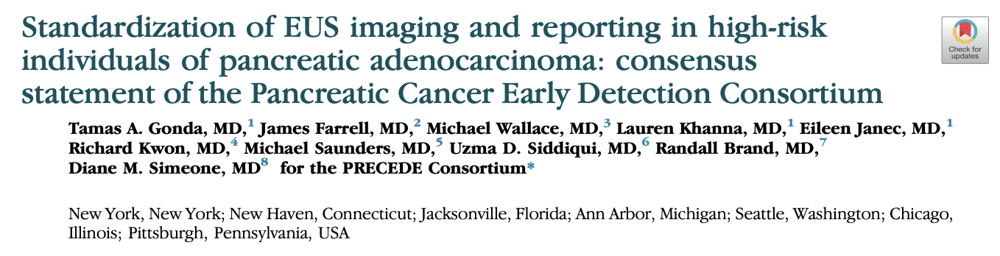 Standardization of EUS imaging and reporting in high-risk
individuals of pancreatic adenocarcinoma: consensus
statement of the Pancreatic Cancer Early Detection Consortium
Check for
updates
Tamas A. Gonda, MD,1 James Farrell, MD,2 Michael Wallace, MD,3 Lauren Khanna, MD,1 Eileen Janec, MD,1
Richard Kwon, MD,4 Michael Saunders, MD,5 Uzma D. Siddiqui, MD,6 Randall Brand, MD,7
Diane M. Simeone, MD8 for the PRECEDE Consortium*
New York, New York; New Haven, Connecticut; Jacksonville, Florida; Ann Arbor, Michigan; Seattle, Washington; Chicago,
Illinois; Pittsburgh, Pennsylvania, USA